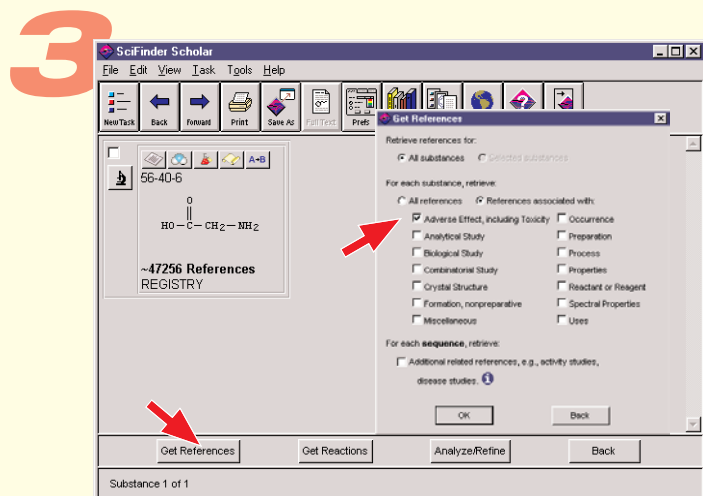 3
SciFinder Scholar
File Edit View Task Tools Help
New Task Back Forward Print Save As Full Text Prefs
Get References
Retrieve references for:
All substances Selected substances
For each substance, retrieve:
All references References associated with:
Adverse Effect, including Toxicity Occurrence
Analytical Study Preparation
Biological Study Process
Combinatorial Study Properties
Crystal Structure Reactant or Reagent
Formation, nonpreparative Spectral Properties
Miscellaneous Uses
For each sequence, retrieve:
Additional related references, e.g., activity studies,
disease studies.
OK Back
A→B
56-40-6
O
HO–C–CH2–NH2
~47256 References
REGISTRY
Get References Get Reactions Analyze/Refine Back
Substance 1 of 1